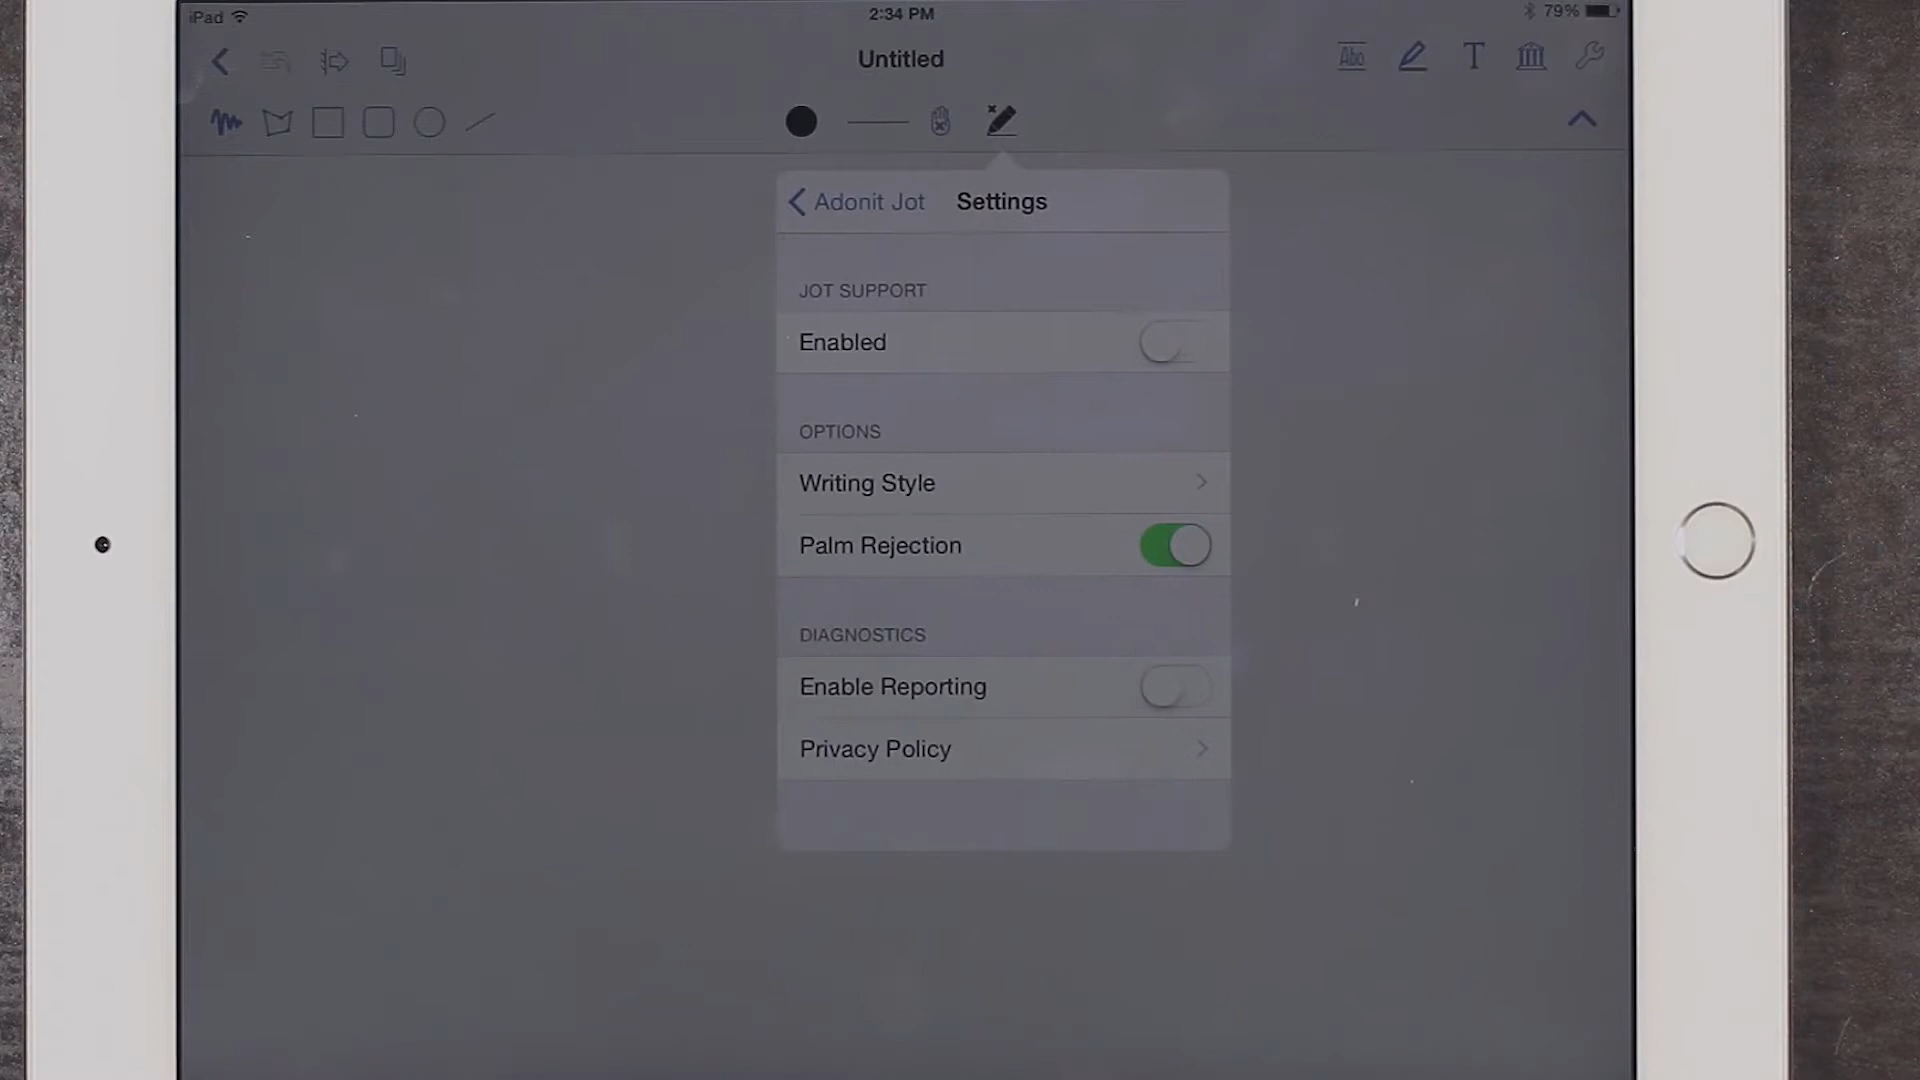 iPad 2:34 PM 79%
Untitled
Abc T
Adonit Jot Settings
JOT SUPPORT
Enabled
OPTIONS
Writing Style
Palm Rejection
DIAGNOSTICS
Enable Reporting
Privacy Policy